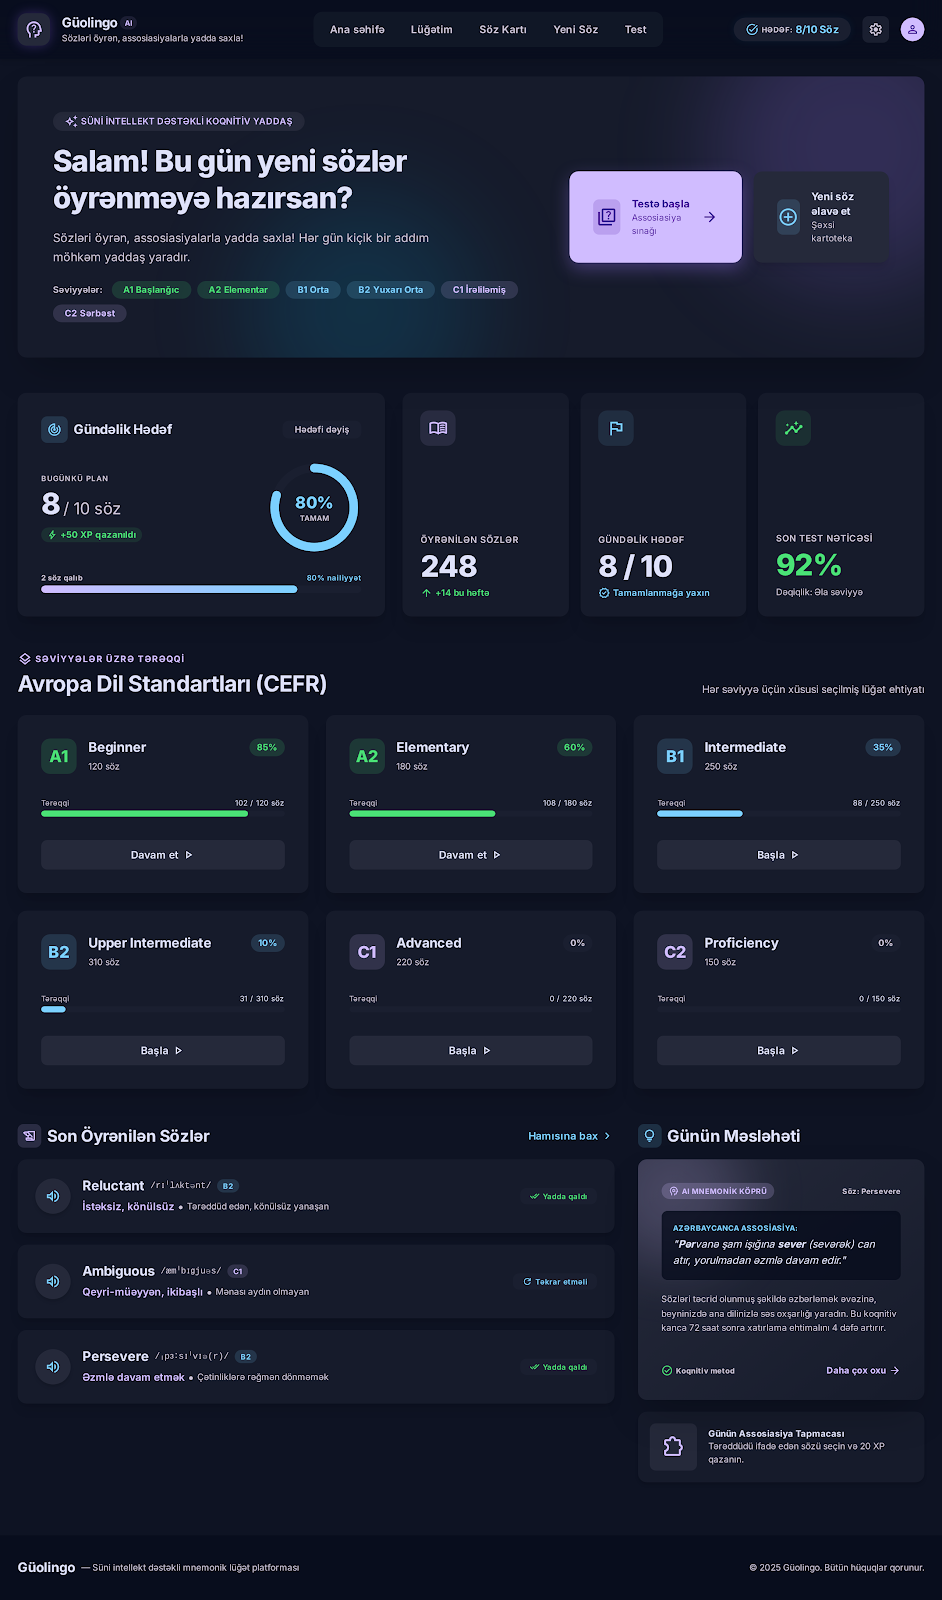 Güolingo AI
Sözləri öyrən, assosiasiyalarla yadda saxla!
Ana səhifə
Lüğətim
Söz Kartı
Yeni Söz
Test
HƏDƏF: 8/10 Söz
SÜNİ İNTELLEKT DƏSTƏKLİ KOQNİTİV YADDAŞ
Salam! Bu gün yeni sözlər
öyrənməyə hazırsan?
Sözləri öyrən, assosiasiyalarla yadda saxla! Hər gün kiçik bir addım
möhkəm yaddaş yaradır.
Səviyyələr:
A1 Başlanğıc
A2 Elementar
B1 Orta
B2 Yuxarı Orta
C1 İrəliləmiş
C2 Sərbəst
Testə başla
Assosiasiya
sınağı
Yeni söz
əlavə et
Şəxsi
kartoteka
Gündəlik Hədəf
Hədəfi dəyiş
BUGÜNKÜ PLAN
8 / 10 söz
+50 XP qazanıldı
80%
TAMAM
2 söz qalıb
80% nailiyyət
ÖYRƏNİLƏN SÖZLƏR
248
+14 bu həftə
GÜNDƏLİK HƏDƏF
8 / 10
Tamamlanmağa yaxın
SON TEST NƏTİCƏSİ
92%
Dəqiqlik: Əla səviyyə
SƏVİYYƏLƏR ÜZRƏ TƏRƏQQİ
Avropa Dil Standartları (CEFR)
Hər səviyyə üçün xüsusi seçilmiş lüğət ehtiyatı
A1
Beginner
120 söz
85%
Tərəqqi
102 / 120 söz
Davam et
A2
Elementary
180 söz
60%
Tərəqqi
108 / 180 söz
Davam et
B1
Intermediate
250 söz
35%
Tərəqqi
88 / 250 söz
Başla
B2
Upper Intermediate
310 söz
10%
Tərəqqi
31 / 310 söz
Başla
C1
Advanced
220 söz
0%
Tərəqqi
0 / 220 söz
Başla
C2
Proficiency
150 söz
0%
Tərəqqi
0 / 150 söz
Başla
Son Öyrənilən Sözlər
Hamısına bax
Reluctant /rɪˈlʌktənt/ B2
İstəksiz, könülsüz • Tərəddüd edən, könülsüz yanaşan
Yadda qaldı
Ambiguous /æmˈbɪɡjuəs/ C1
Qeyri-müəyyən, ikibaşlı • Mənası aydın olmayan
Təkrar etməli
Persevere /ˌpɜːsɪˈvɪə(r)/ B2
Əzmlə davam etmək • Çətinliklərə rəğmən dönməmək
Yadda qaldı
Günün Məsləhəti
AI MNEMONİK KÖPRÜ
Söz: Persevere
AZƏRBAYCANCA ASSOSİASİYA:
"Pərvanə şam işığına sever (sevərək) can
atır, yorulmadan əzmlə davam edir."
Sözləri təcrid olunmuş şəkildə əzbərləmək əvəzinə,
beyninizdə ana dilinizlə səs oxşarlığı yaradın. Bu koqnitiv
kanca 72 saat sonra xatırlama ehtimalını 4 dəfə artırır.
Koqnitiv metod
Daha çox oxu
Günün Assosiasiya Tapmacası
Tərəddüdü ifadə edən sözü seçin və 20 XP
qazanın.
Güolingo — Süni intellekt dəstəkli mnemonik lüğət platforması
© 2025 Güolingo. Bütün hüquqlar qorunur.